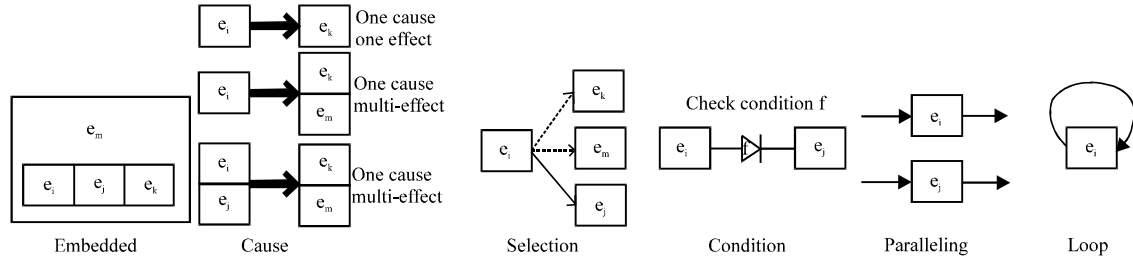 e_m
e_i e_j e_k
Embedded
e_i e_k One cause
one effect
e_i e_k e_m One cause
multi-effect
e_i e_j e_k e_m One cause
multi-effect
Cause
e_i e_k
e_m
e_j
Selection
Check condition f
e_i f e_j
Condition
e_i
e_j
Paralleling
e_i
Loop